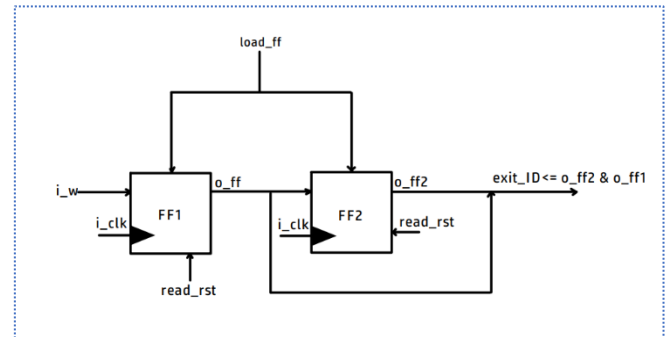 load_ff
i_w
FF1
i_clk
read_rst
o_ff
FF2
i_clk
o_ff2
read_rst
exit_ID<= o_ff2 & o_ff1